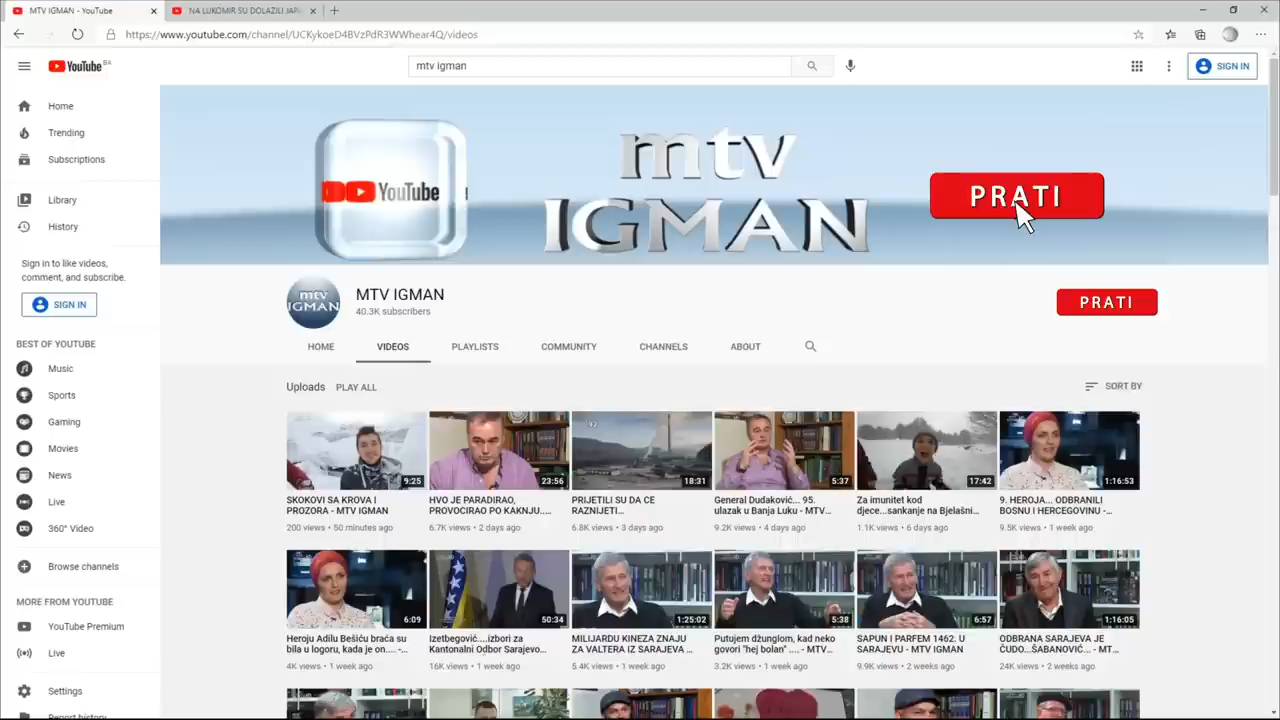 MTV IGMAN - YouTube
NA LUKOMIR SU DOLAZILI JAPA
https://www.youtube.com/channel/UCKykoeD4BVzPdR3WWhear4Q/videos
YouTube BA
mtv igman
SIGN IN
Home
Trending
Subscriptions
Library
History
Sign in to like videos,
comment, and subscribe.
SIGN IN
BEST OF YOUTUBE
Music
Sports
Gaming
Movies
News
Live
360° Video
Browse channels
MORE FROM YOUTUBE
YouTube Premium
Live
Settings
Report history
YouTube
mtv
IGMAN
PRATI
mtv
IGMAN
MTV IGMAN
40.3K subscribers
PRATI
HOME VIDEOS PLAYLISTS COMMUNITY CHANNELS ABOUT
Uploads PLAY ALL SORT BY
9:25 23:56 18:31 5:37 17:42 1:16:53
SKOKOVI SA KROVA I
PROZORA - MTV IGMAN
200 views • 50 minutes ago
HVO JE PARADIRAO,
PROVOCIRAO PO KAKNJU....
6.7K views • 2 days ago
PRIJETILI SU DA CE
RAZNIJETI...
6.8K views • 3 days ago
General Dudaković... 95.
ulazak u Banja Luku - MTV...
9.2K views • 4 days ago
Za imunitet kod
djece...sankanje na Bjelašni...
1.1K views • 6 days ago
9. HEROJA... ODBRANILI
BOSNU I HERCEGOVINU -...
9.5K views • 1 week ago
6:09 50:34 1:25:02 5:38 6:57 1:16:05
Heroju Adilu Bešiću braća su
bila u logoru, kada je on.... -...
4K views • 1 week ago
Izetbegović....izbori za
Kantonalni Odbor Sarajevo...
16K views • 1 week ago
MILIJARDU KINEZA ZNAJU
ZA VALTERA IZ SARAJEVA ...
5.4K views • 1 week ago
Putujem džunglom, kad neko
govori "hej bolan" .... - MTV...
3.2K views • 1 week ago
SAPUN I PARFEM 1462. U
SARAJEVU - MTV IGMAN
9.9K views • 2 weeks ago
ODBRANA SARAJEVA JE
ČUDO...ŠABANOVIĆ... - MT...
24K views • 2 weeks ago